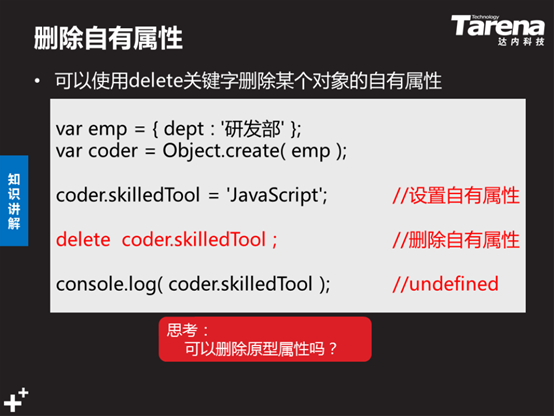 删除自有属性
Technology
Tarena
达内科技
• 可以使用delete关键字删除某个对象的自有属性
知识讲解
var emp = { dept : '研发部' };
var coder = Object.create( emp );
coder.skilledTool = 'JavaScript'; //设置自有属性
delete coder.skilledTool ; //删除自有属性
console.log( coder.skilledTool ); //undefined
思考：
可以删除原型属性吗？